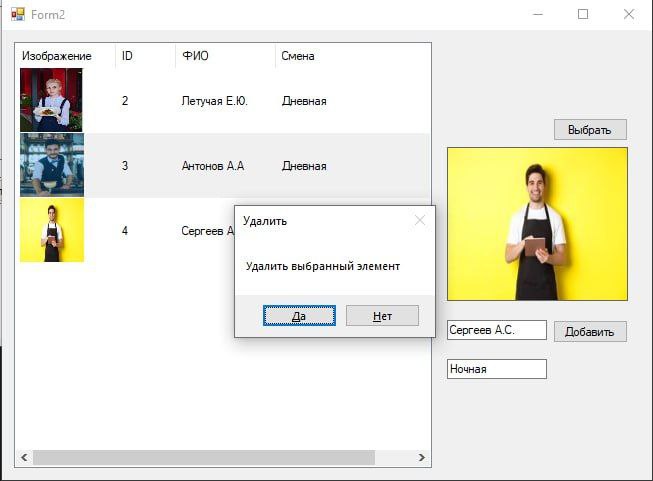 Form2
Изображение ID ФИО Смена
2 Летучая Е.Ю. Дневная
3 Антонов А.А Дневная
4 Сергеев А
Удалить
Удалить выбранный элемент
Да Нет
Выбрать
Сергеев А.С. Добавить
Ночная